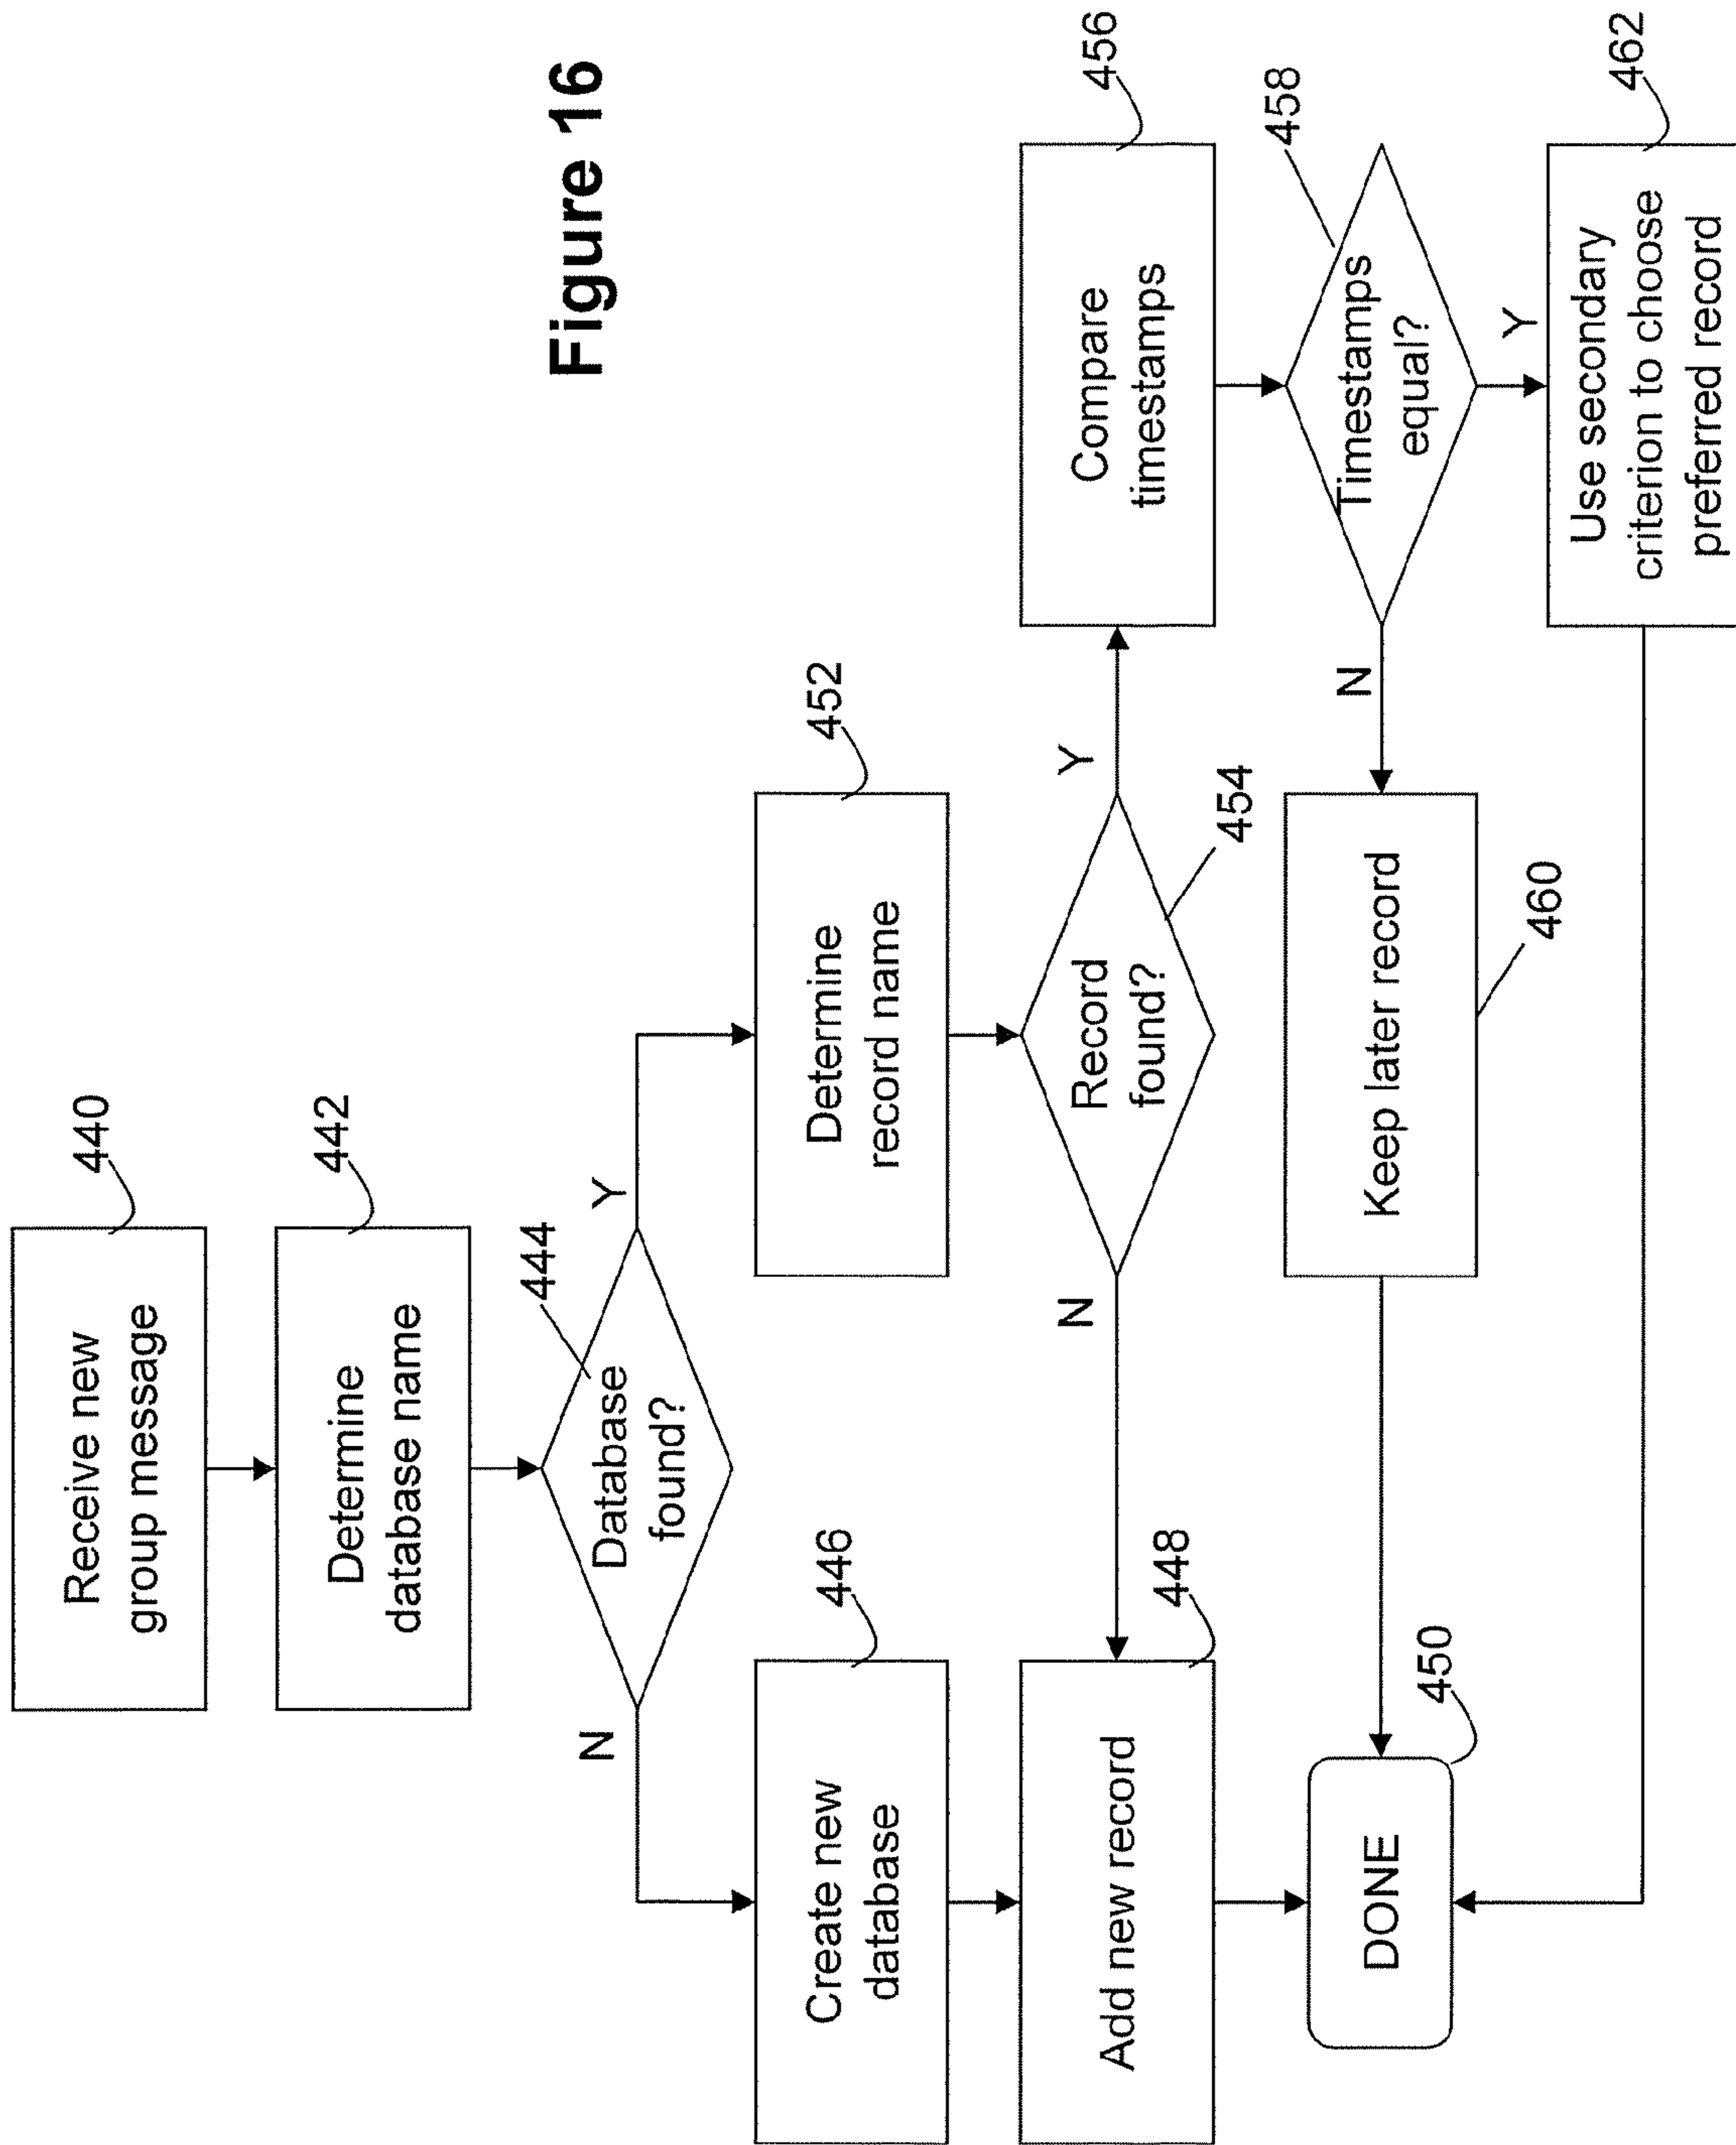 Figure 16
Receive new
group message
440
Determine
database name
442
Database
found?
444
N
Y
Create new
database
446
Determine
record name
452
Add new record
448
N
Record
found?
454
Y
Compare
timestamps
456
DONE
450
Keep later record
460
N
Timestamps
equal?
458
Y
Use secondary
criterion to choose
preferred record
462